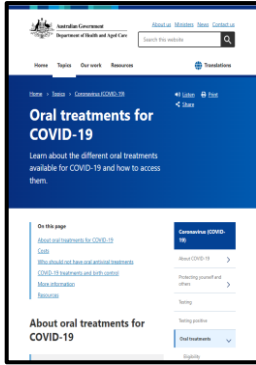 Australian Government
Department of Health and Aged Care
About us Ministers News Contact us
Search this website
Home Topics Our work Resources
Translations
Home > Topics > Coronavirus (COVID-19)
Listen Print
Share
Oral treatments for
COVID-19
Learn about the different oral treatments
available for COVID-19 and how to access
them.
On this page
About oral treatments for COVID-19
Costs
Who should not have oral antiviral treatments
COVID-19 treatments and birth control
More information
Resources
Coronavirus (COVID-
19)
About COVID-19
Protecting yourself and
others
Testing
Testing positive
Oral treatments
Eligibility
About oral treatments for
COVID-19